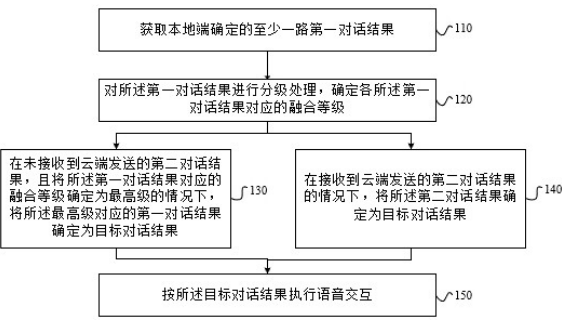 获取本地端确定的至少一路第一对话结果
110
对所述第一对话结果进行分级处理，确定各所述第一
对话结果对应的融合等级
120
在未接收到云端发送的第二对话结
果，且将所述第一对话结果对应的
融合等级确定为最高级的情况下，
将所述最高级对应的第一对话结果
确定为目标对话结果
130
在接收到云端发送的第二对话结果
的情况下，将所述第二对话结果确
定为目标对话结果
140
按所述目标对话结果执行语音交互
150